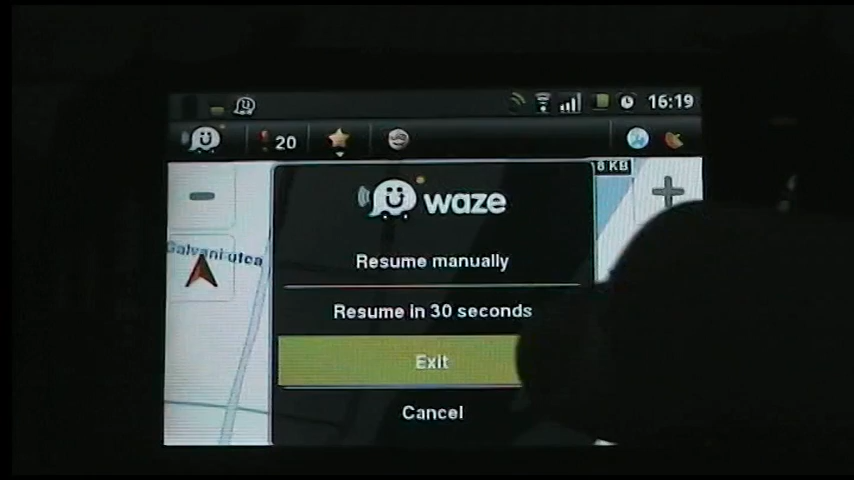 16:19
20
8 KB
waze
Galvani utca
Resume manually
Resume in 30 seconds
Exit
Cancel